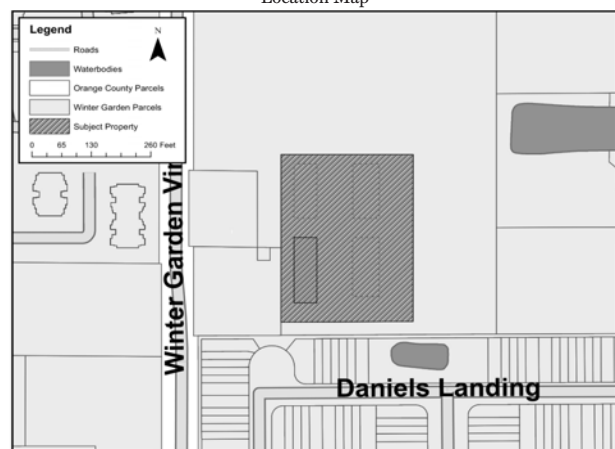 Location Map
Legend
N
Roads
Waterbodies
Orange County Parcels
Winter Garden Parcels
Subject Property
0 65 130 260 Feet
Winter Garden Vin
Daniels Landing